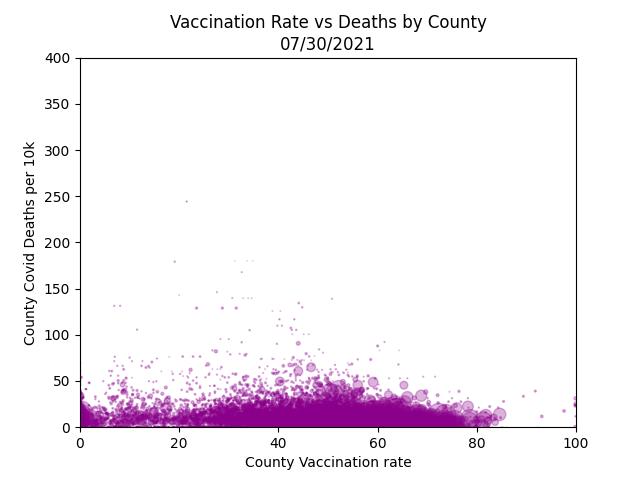 Vaccination Rate vs Deaths by County
07/30/2021
400
350
300
250
200
150
100
50
0
County Covid Deaths per 10k
0 20 40 60 80 100
County Vaccination rate